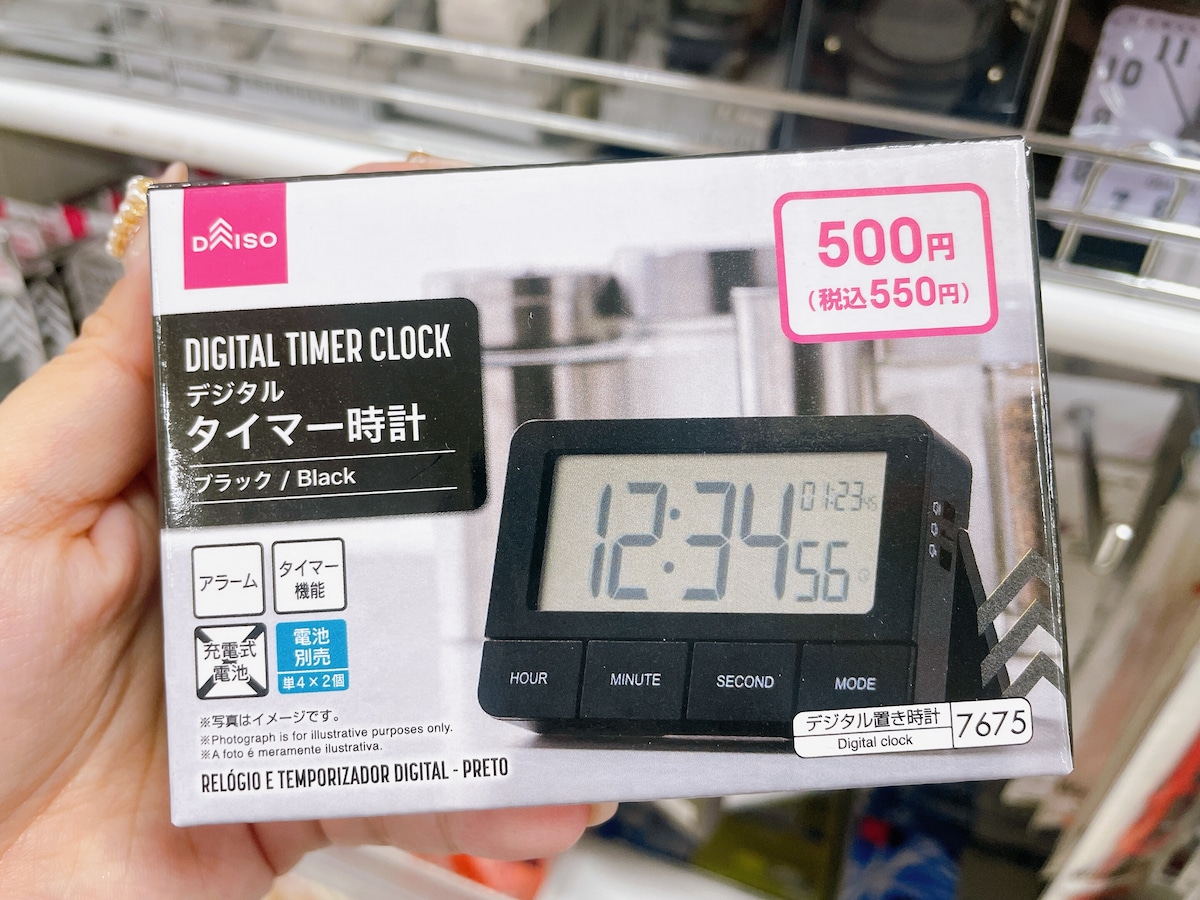 DAISO
500円
(税込550円)
DIGITAL TIMER CLOCK
デジタル
タイマー時計
ブラック / Black
アラーム
タイマー
機能
充電式
電池
電池
別売
単4×2個
12:34 56
01:23 45
HOUR
MINUTE
SECOND
MODE
デジタル置き時計
Digital clock
7675
※写真はイメージです。
※Photograph is for illustrative purposes only.
※A foto é meramente ilustrativa.
RELÓGIO E TEMPORIZADOR DIGITAL - PRETO
11
10